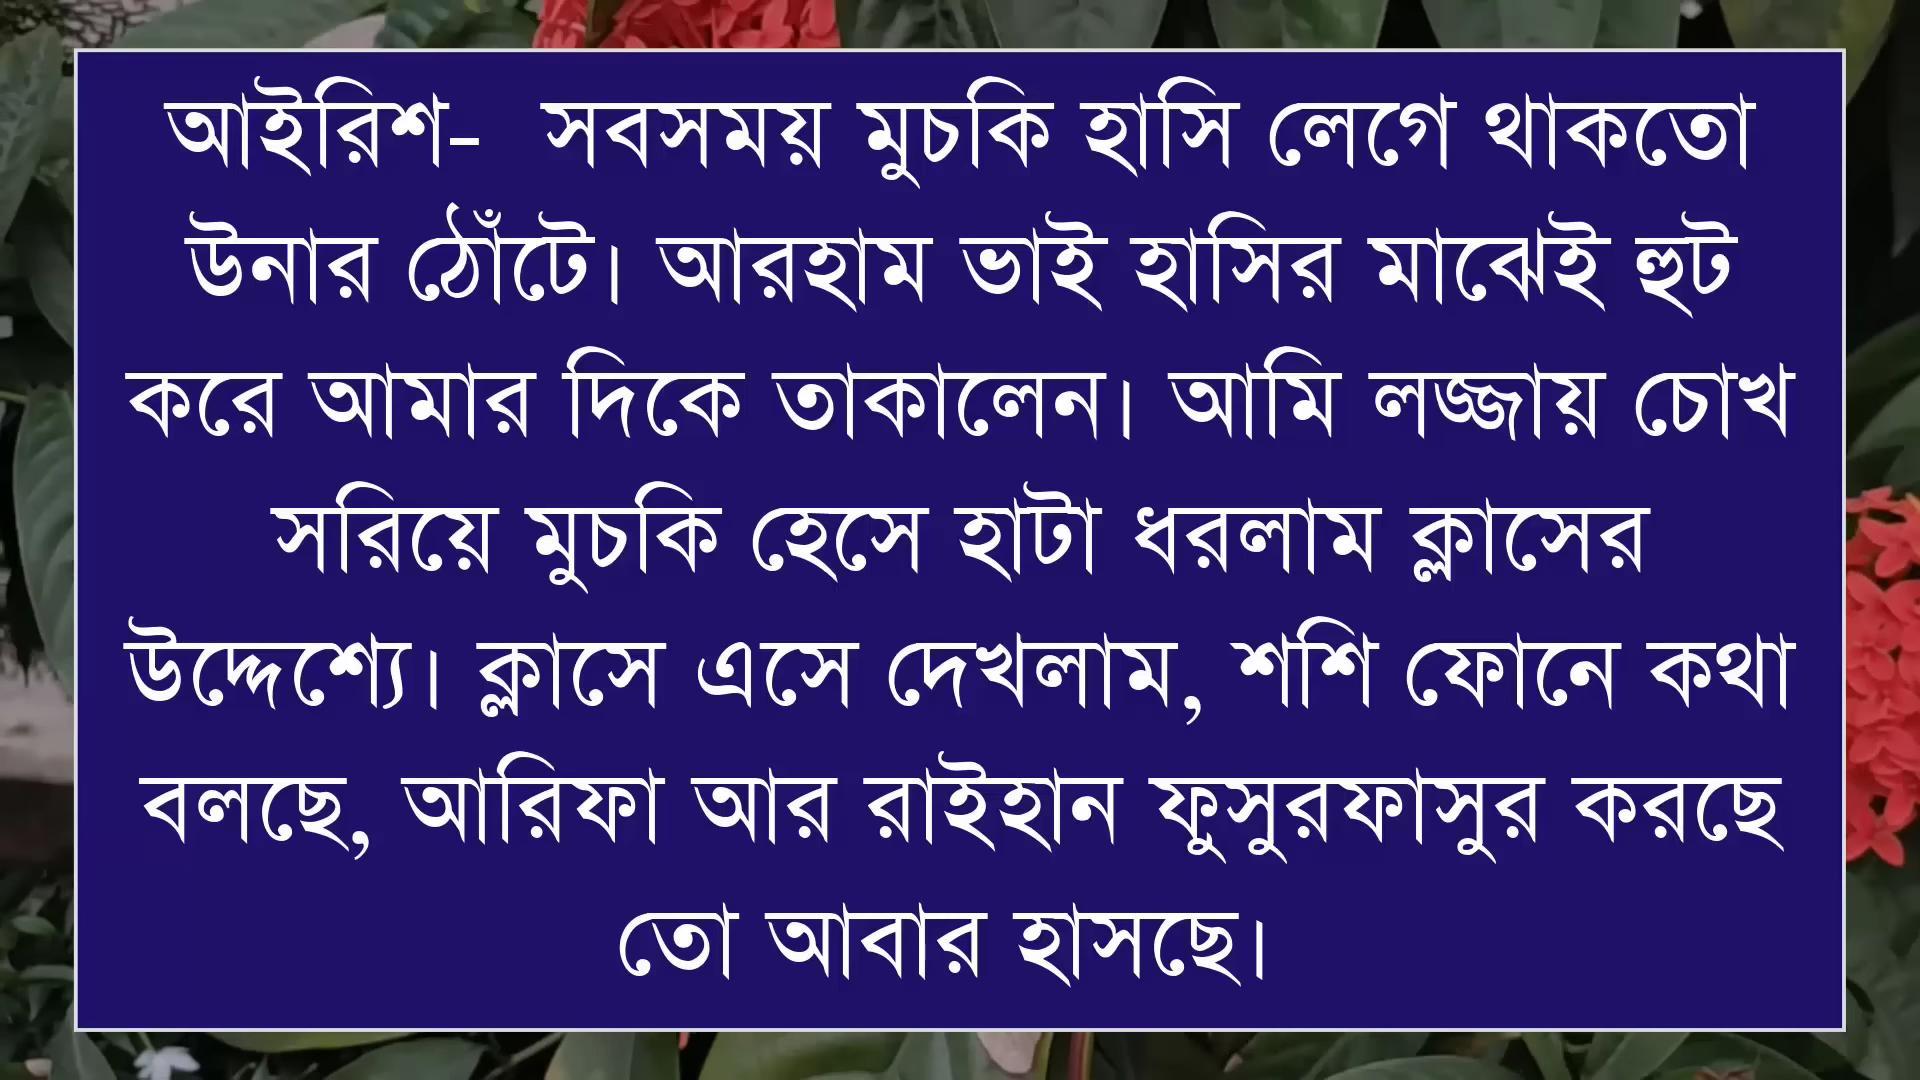 আইরিশ-  সবসময় মুচকি হাসি লেগে থাকতো
উনার ঠোঁটে। আরহাম ভাই হাসির মাঝেই হুট
করে আমার দিকে তাকালেন। আমি লজ্জায় চোখ
সরিয়ে মুচকি হেসে হাটা ধরলাম ক্লাসের
উদ্দেশ্যে। ক্লাসে এসে দেখলাম, শশি ফোনে কথা
বলছে, আরিফা আর রাইহান ফুসুরফাসুর করছে
তো আবার হাসছে।